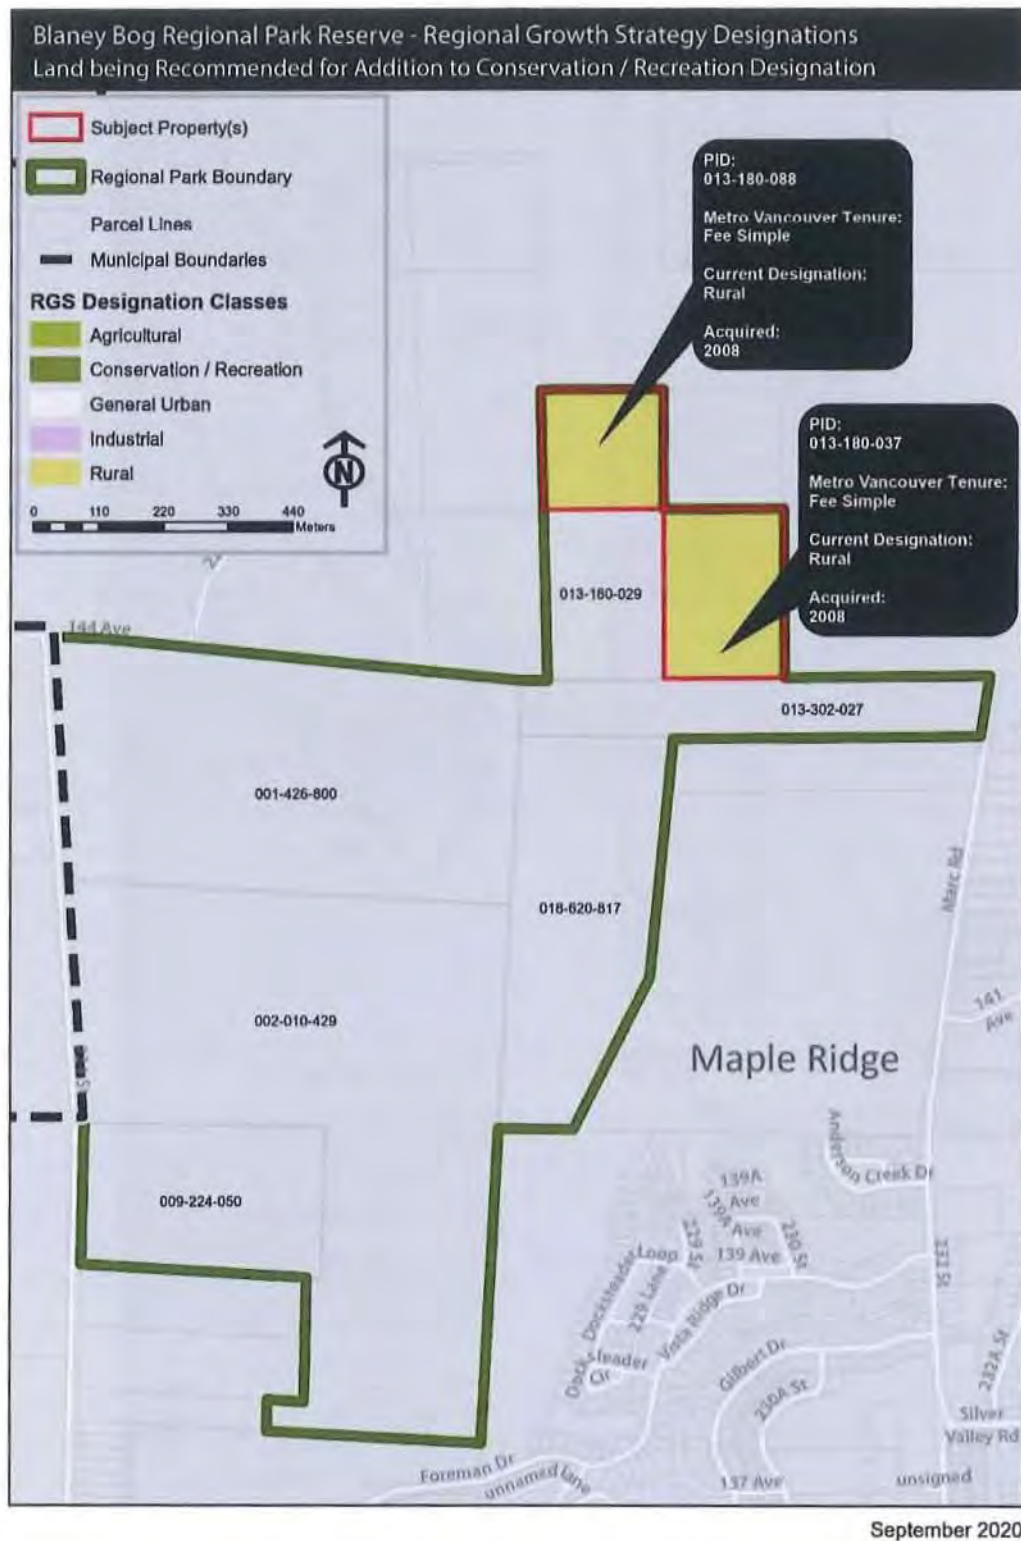 Blaney Bog Regional Park Reserve - Regional Growth Strategy Designations
Land being Recommended for Addition to Conservation / Recreation Designation
Subject Property(s)
Regional Park Boundary
Parcel Lines
Municipal Boundaries
RGS Designation Classes
Agricultural
Conservation / Recreation
General Urban
Industrial
Rural
N
0 110 220 330 440
Meters
PID:
013-180-088
Metro Vancouver Tenure:
Fee Simple
Current Designation:
Rural
Acquired:
2008
PID:
013-180-037
Metro Vancouver Tenure:
Fee Simple
Current Designation:
Rural
Acquired:
2008
013-180-029
144 Ave
013-302-027
001-426-800
018-620-817
Marc Rd
002-010-429
141
Ave
Maple Ridge
Anderson Creek Dr
009-224-050
139A
Ave
139A Ave
229 St
230 St
139 Ave
Docksteader Loop
229 Lane
Vista Ridge Dr
232 St
Docksteader
Cir
Gilbert Dr
230A St
232A St
Silver
Valley Rd
Foreman Dr
unnamed lane
137 Ave
unsigned
September 2020